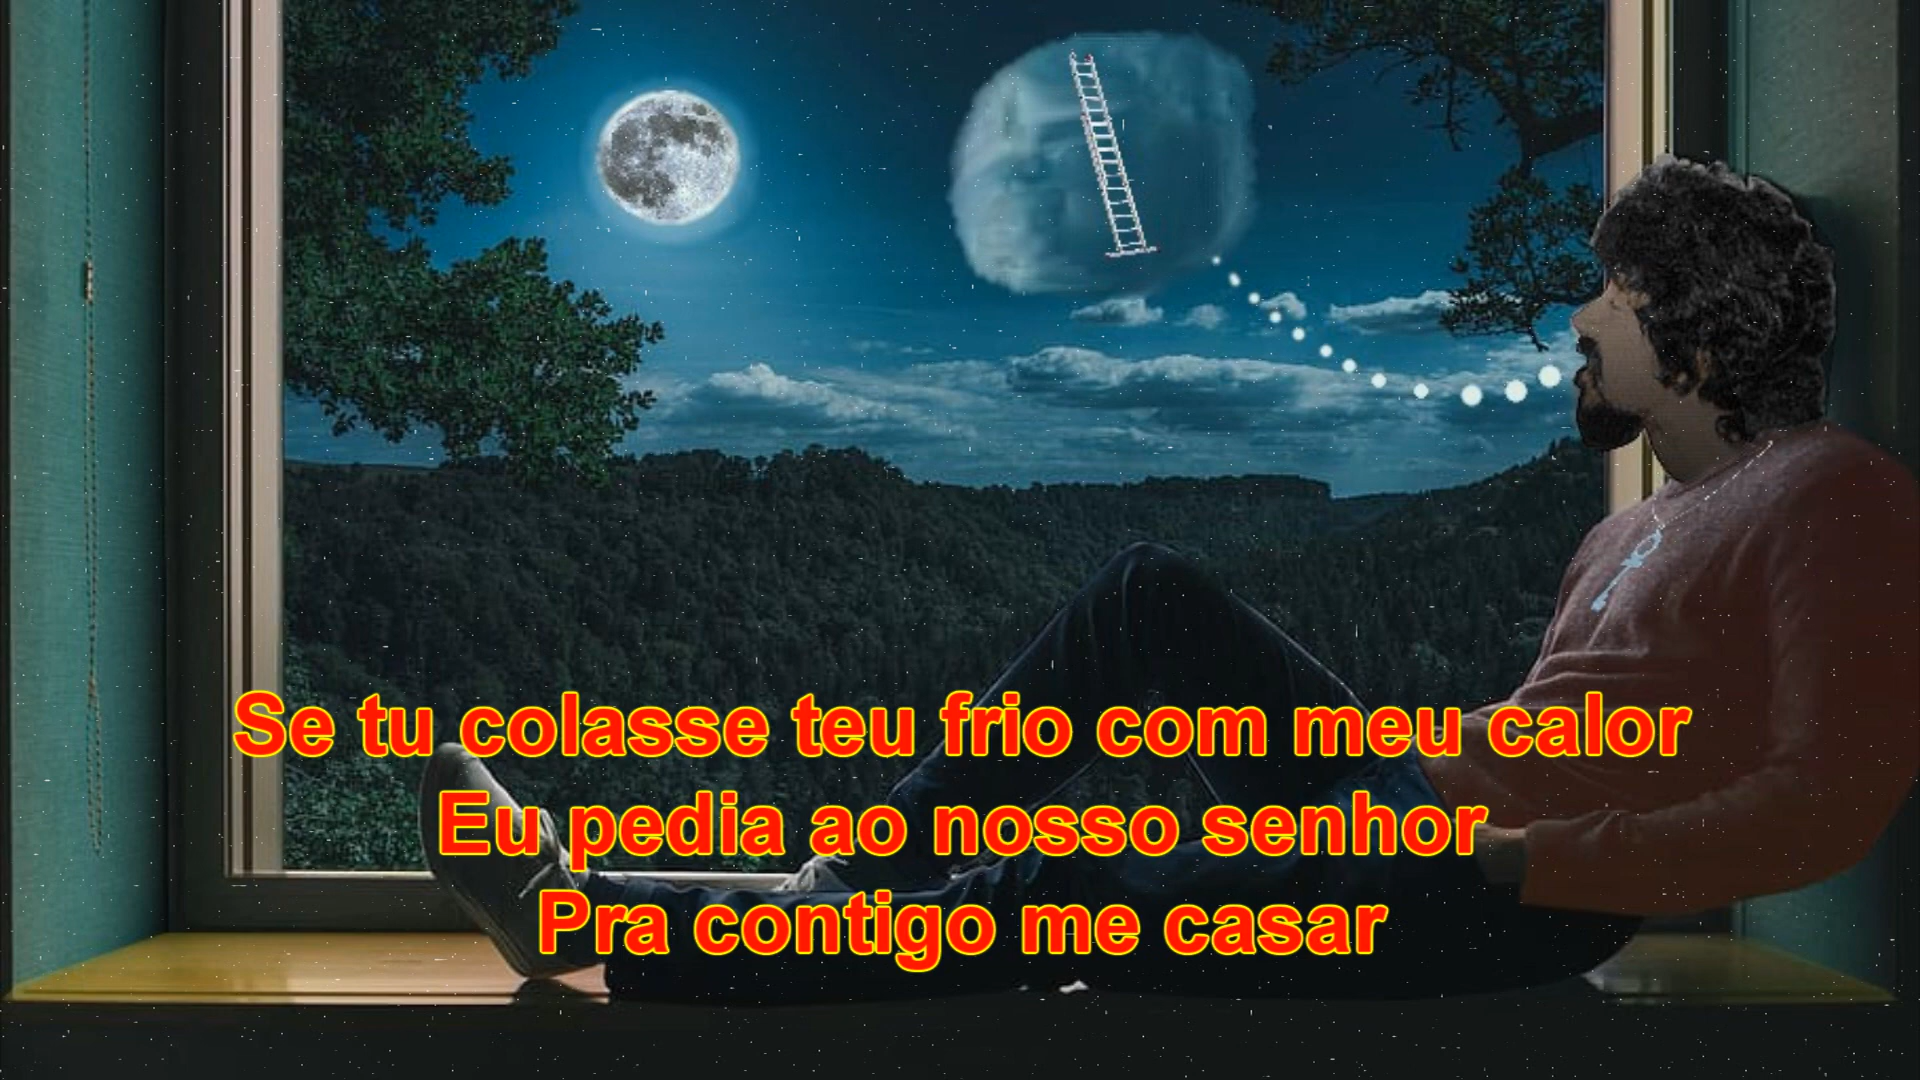 Se tu colasse teu frio com meu calor
Eu pedia ao nosso senhor
Pra contigo me casar